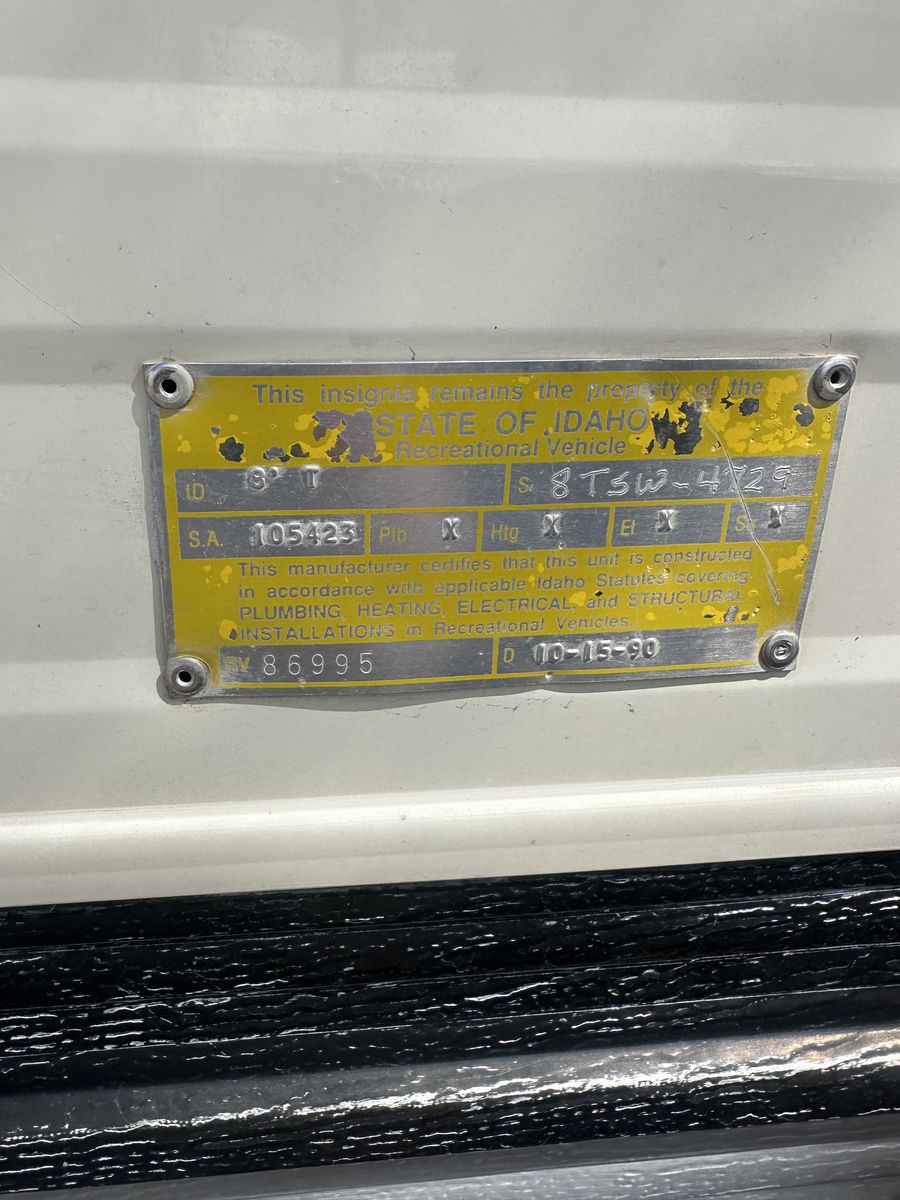 This insignia remains the property of the
STATE OF IDAHO
Recreational Vehicle
ID 8' T S. 8TSW-4729
S.A. 105423 Plb X Htg X El X St X
This manufacturer certifies that this unit is constructed
in accordance with applicable Idaho Statutes covering
PLUMBING, HEATING, ELECTRICAL, and STRUCTURAL
INSTALLATIONS in Recreational Vehicles.
RV 86995 D 10-15-90